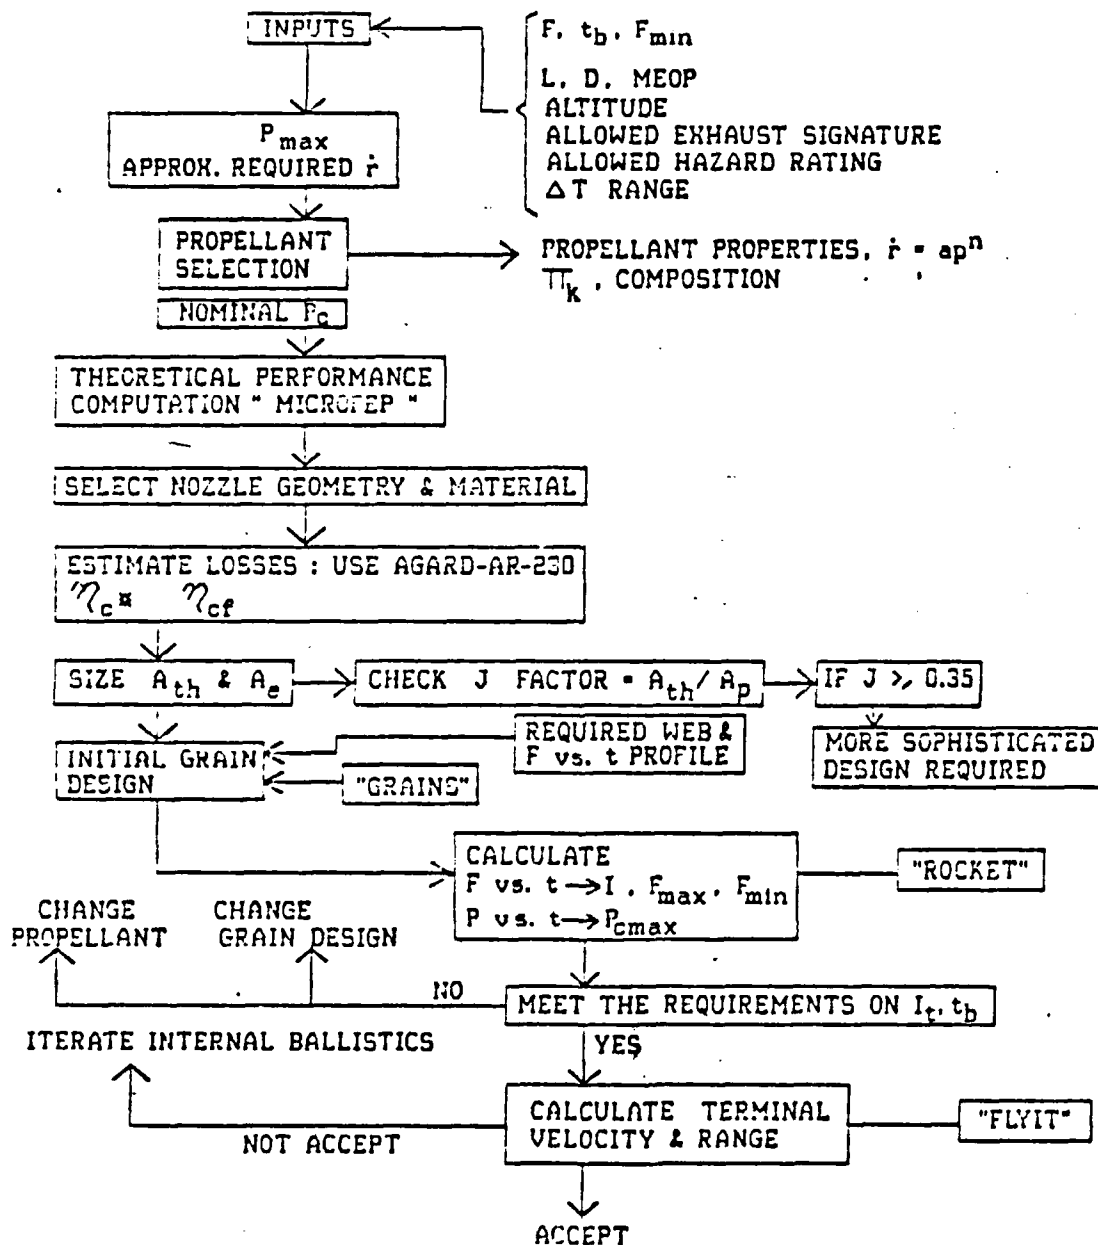 INPUTS
F, t_b, F_min
L, D, MEOP
ALTITUDE
ALLOWED EXHAUST SIGNATURE
ALLOWED HAZARD RATING
ΔT RANGE
P_max
APPROX. REQUIRED ṙ
PROPELLANT
SELECTION
PROPELLANT PROPERTIES, ṙ = ap^n
π_k, COMPOSITION
NOMINAL P_c
THEORETICAL PERFORMANCE
COMPUTATION " MICROFEP "
SELECT NOZZLE GEOMETRY & MATERIAL
ESTIMATE LOSSES : USE AGARD-AR-230
η_c* η_cf
SIZE A_th & A_e
CHECK J FACTOR = A_th/A_p
IF J ≥ 0.35
MORE SOPHISTICATED
DESIGN REQUIRED
INITIAL GRAIN
DESIGN
REQUIRED WEB &
F vs. t PROFILE
"GRAINS"
CALCULATE
F vs. t → I, F_max, F_min
P vs. t → P_cmax
"ROCKET"
CHANGE
PROPELLANT
CHANGE
GRAIN DESIGN
NO
MEET THE REQUIREMENTS ON I_t, t_b
ITERATE INTERNAL BALLISTICS
YES
CALCULATE TERMINAL
VELOCITY & RANGE
"FLYIT"
NOT ACCEPT
ACCEPT